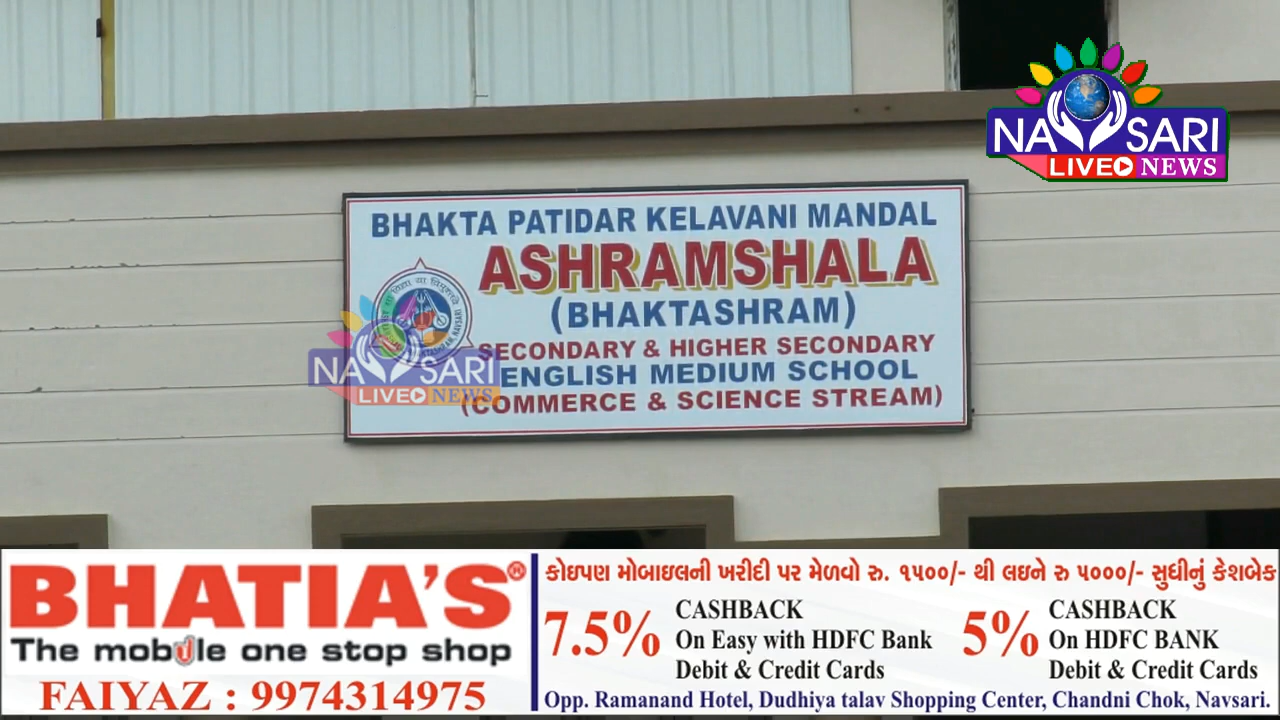 NAVSARI
LIVE NEWS
BHAKTA PATIDAR KELAVANI MANDAL
ASHRAMSHALA
(BHAKTASHRAM)
SECONDARY & HIGHER SECONDARY
ENGLISH MEDIUM SCHOOL
(COMMERCE & SCIENCE STREAM)
NAVSARI
LIVE NEWS
BHATIA'S®
The mobile one stop shop
FAIYAZ : 9974314975
કોઇપણ મોબાઇલની ખરીદી પર મેળવો રુ. ૧૫૦૦/- થી લઇને રુ ૫૦૦૦/- સુધીનું કેશબેક
7.5% CASHBACK
On Easy with HDFC Bank
Debit & Credit Cards
5% CASHBACK
On HDFC BANK
Debit & Credit Cards
Opp. Ramanand Hotel, Dudhiya talav Shopping Center, Chandni Chok, Navsari.